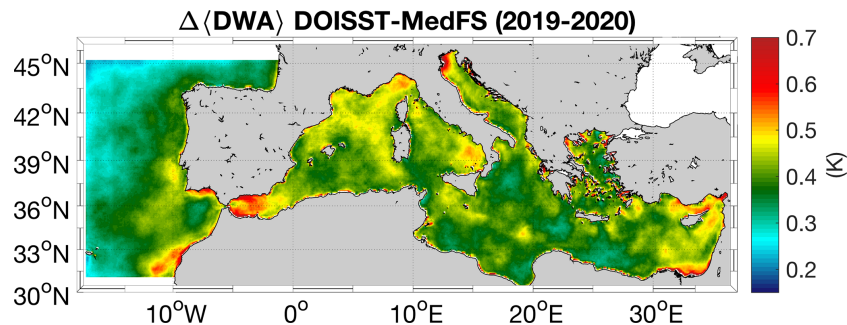 Δ⟨DWA⟩ DOISST-MedFS (2019-2020)
45°N
42°N
39°N
36°N
33°N
30°N
10°W
0°
10°E
20°E
30°E
0.7
0.6
0.5
0.4
0.3
0.2
(K)